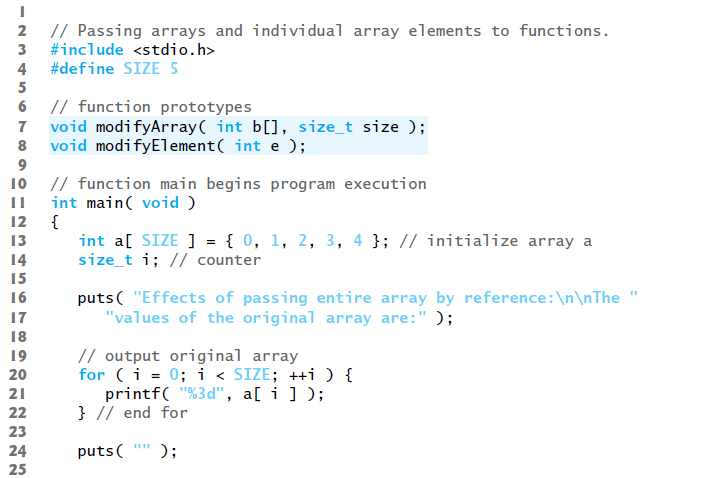 1
2 // Passing arrays and individual array elements to functions.
3 #include <stdio.h>
4 #define SIZE 5
5
6 // function prototypes
7 void modifyArray( int b[], size_t size );
8 void modifyElement( int e );
9
10 // function main begins program execution
11 int main( void )
12 {
13 int a[ SIZE ] = { 0, 1, 2, 3, 4 }; // initialize array a
14 size_t i; // counter
15
16 puts( "Effects of passing entire array by reference:\n\nThe "
17 "values of the original array are:" );
18
19 // output original array
20 for ( i = 0; i < SIZE; ++i ) {
21 printf( "%3d", a[ i ] );
22 } // end for
23
24 puts( "" );
25